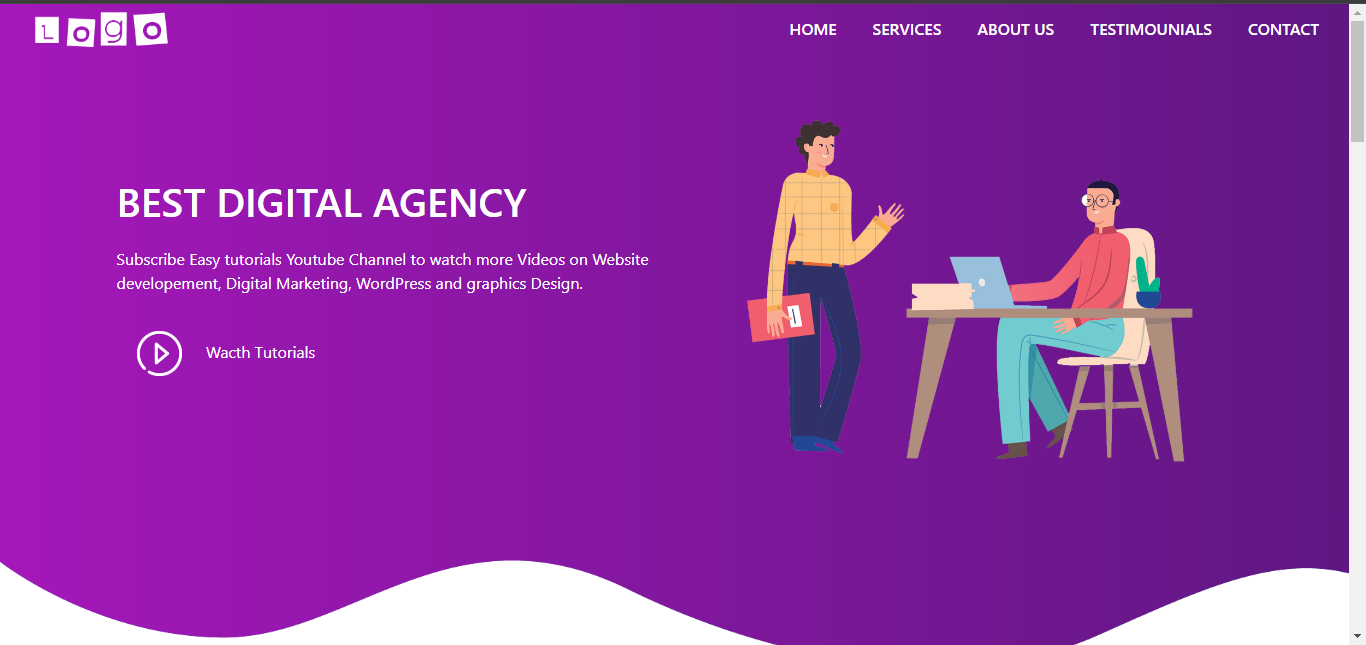 Logo
HOME SERVICES ABOUT US TESTIMOUNIALS CONTACT
BEST DIGITAL AGENCY
Subscribe Easy tutorials Youtube Channel to watch more Videos on Website
developement, Digital Marketing, WordPress and graphics Design.
Wacth Tutorials